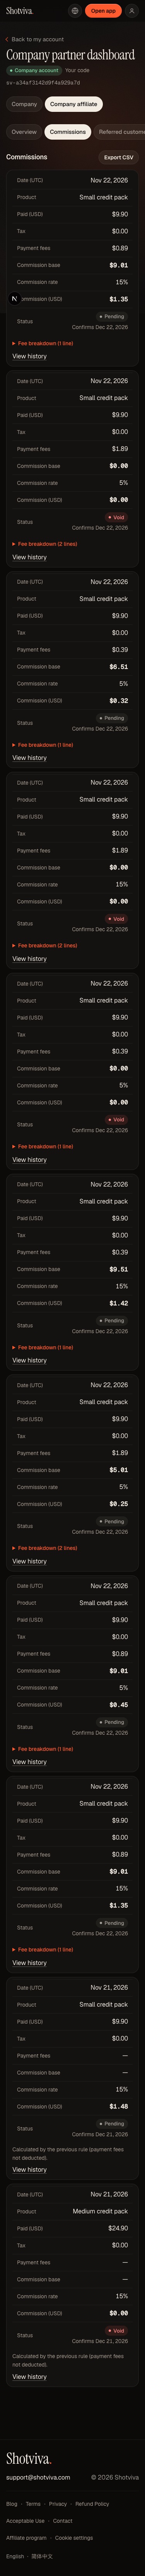 Shotviva.
Open app
Back to my account
Company partner dashboard
Company account Your code
Company Company affiliate
Overview Commissions Referred custome
Commissions Export CSV
Date (UTC) Nov 22, 2026
Product Small credit pack
Paid (USD) $9.90
Tax $0.00
Payment fees $0.89
Commission base $9.01
Commission rate 15%
N mmission (USD) $1.35
Status Pending
Confirms Dec 22, 2026
Fee breakdown (1 line)
View history
Date (UTC) Nov 22, 2026
Product Small credit pack
Paid (USD) $9.90
Tax $0.00
Payment fees $1.89
Commission base $0.00
Commission rate 5%
Commission (USD) $0.00
Status Void
Confirms Dec 22, 2026
Fee breakdown (2 lines)
View history
Date (UTC) Nov 22, 2026
Product Small credit pack
Paid (USD) $9.90
Tax $0.00
Payment fees $0.39
Commission base $6.51
Commission rate 5%
Commission (USD) $0.32
Status Pending
Confirms Dec 22, 2026
Fee breakdown (1 line)
View history
Date (UTC) Nov 22, 2026
Product Small credit pack
Paid (USD) $9.90
Tax $0.00
Payment fees $1.89
Commission base $0.00
Commission rate 15%
Commission (USD) $0.00
Status Void
Confirms Dec 22, 2026
Fee breakdown (2 lines)
View history
Date (UTC) Nov 22, 2026
Product Small credit pack
Paid (USD) $9.90
Tax $0.00
Payment fees $0.39
Commission base $0.00
Commission rate 5%
Commission (USD) $0.00
Status Void
Confirms Dec 22, 2026
Fee breakdown (1 line)
View history
Date (UTC) Nov 22, 2026
Product Small credit pack
Paid (USD) $9.90
Tax $0.00
Payment fees $0.39
Commission base $9.51
Commission rate 15%
Commission (USD) $1.42
Status Pending
Confirms Dec 22, 2026
Fee breakdown (1 line)
View history
Date (UTC) Nov 22, 2026
Product Small credit pack
Paid (USD) $9.90
Tax $0.00
Payment fees $1.89
Commission base $5.01
Commission rate 5%
Commission (USD) $0.25
Status Pending
Confirms Dec 22, 2026
Fee breakdown (2 lines)
View history
Date (UTC) Nov 22, 2026
Product Small credit pack
Paid (USD) $9.90
Tax $0.00
Payment fees $0.89
Commission base $9.01
Commission rate 5%
Commission (USD) $0.45
Status Pending
Confirms Dec 22, 2026
Fee breakdown (1 line)
View history
Date (UTC) Nov 22, 2026
Product Small credit pack
Paid (USD) $9.90
Tax $0.00
Payment fees $0.89
Commission base $9.01
Commission rate 15%
Commission (USD) $1.35
Status Pending
Confirms Dec 22, 2026
Fee breakdown (1 line)
View history
Date (UTC) Nov 21, 2026
Product Small credit pack
Paid (USD) $9.90
Tax $0.00
Payment fees —
Commission base —
Commission rate 15%
Commission (USD) $1.48
Status Pending
Confirms Dec 21, 2026
Calculated by the previous rule (payment fees
not deducted).
View history
Date (UTC) Nov 21, 2026
Product Medium credit pack
Paid (USD) $24.90
Tax $0.00
Payment fees —
Commission base —
Commission rate 15%
Commission (USD) $0.00
Status Void
Confirms Dec 21, 2026
Calculated by the previous rule (payment fees
not deducted).
View history
Shotviva.
support@shotviva.com © 2026 Shotviva
Blog · Terms · Privacy · Refund Policy
Acceptable Use · Contact
Affiliate program · Cookie settings
English · 简体中文